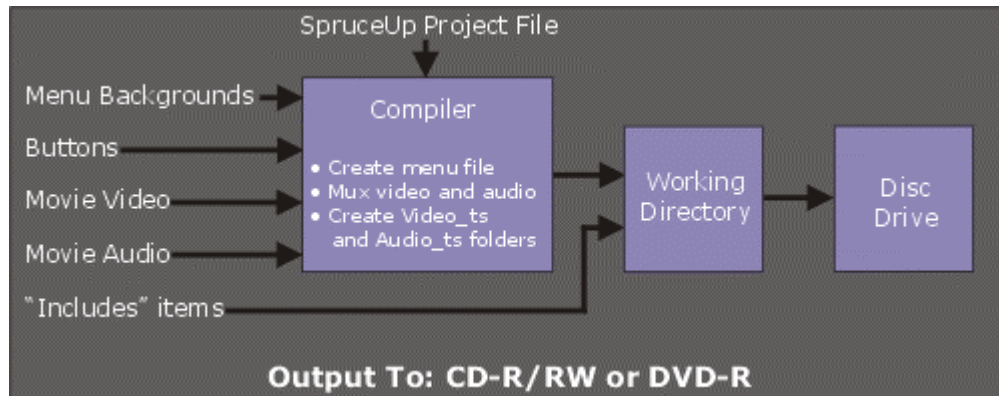 SpruceUp Project File
Menu Backgrounds
Buttons
Movie Video
Movie Audio
“Includes” items
Compiler
• Create menu file
• Mux video and audio
• Create Video_ts
and Audio_ts folders
Working
Directory
Disc
Drive
Output To: CD-R/RW or DVD-R